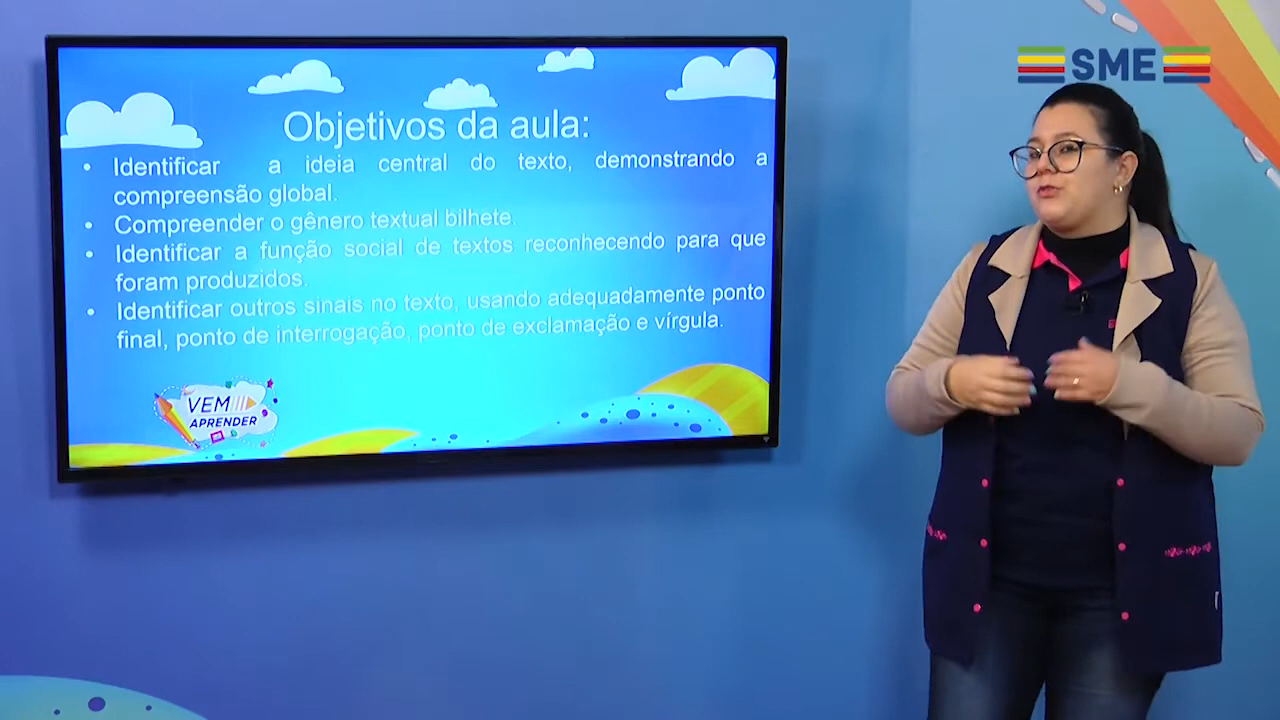 SME
Objetivos da aula:
• Identificar a ideia central do texto, demonstrando a
compreensão global.
• Compreender o gênero textual bilhete.
• Identificar a função social de textos reconhecendo para que
foram produzidos.
• Identificar outros sinais no texto, usando adequadamente ponto
final, ponto de interrogação, ponto de exclamação e vírgula.
VEM
APRENDER